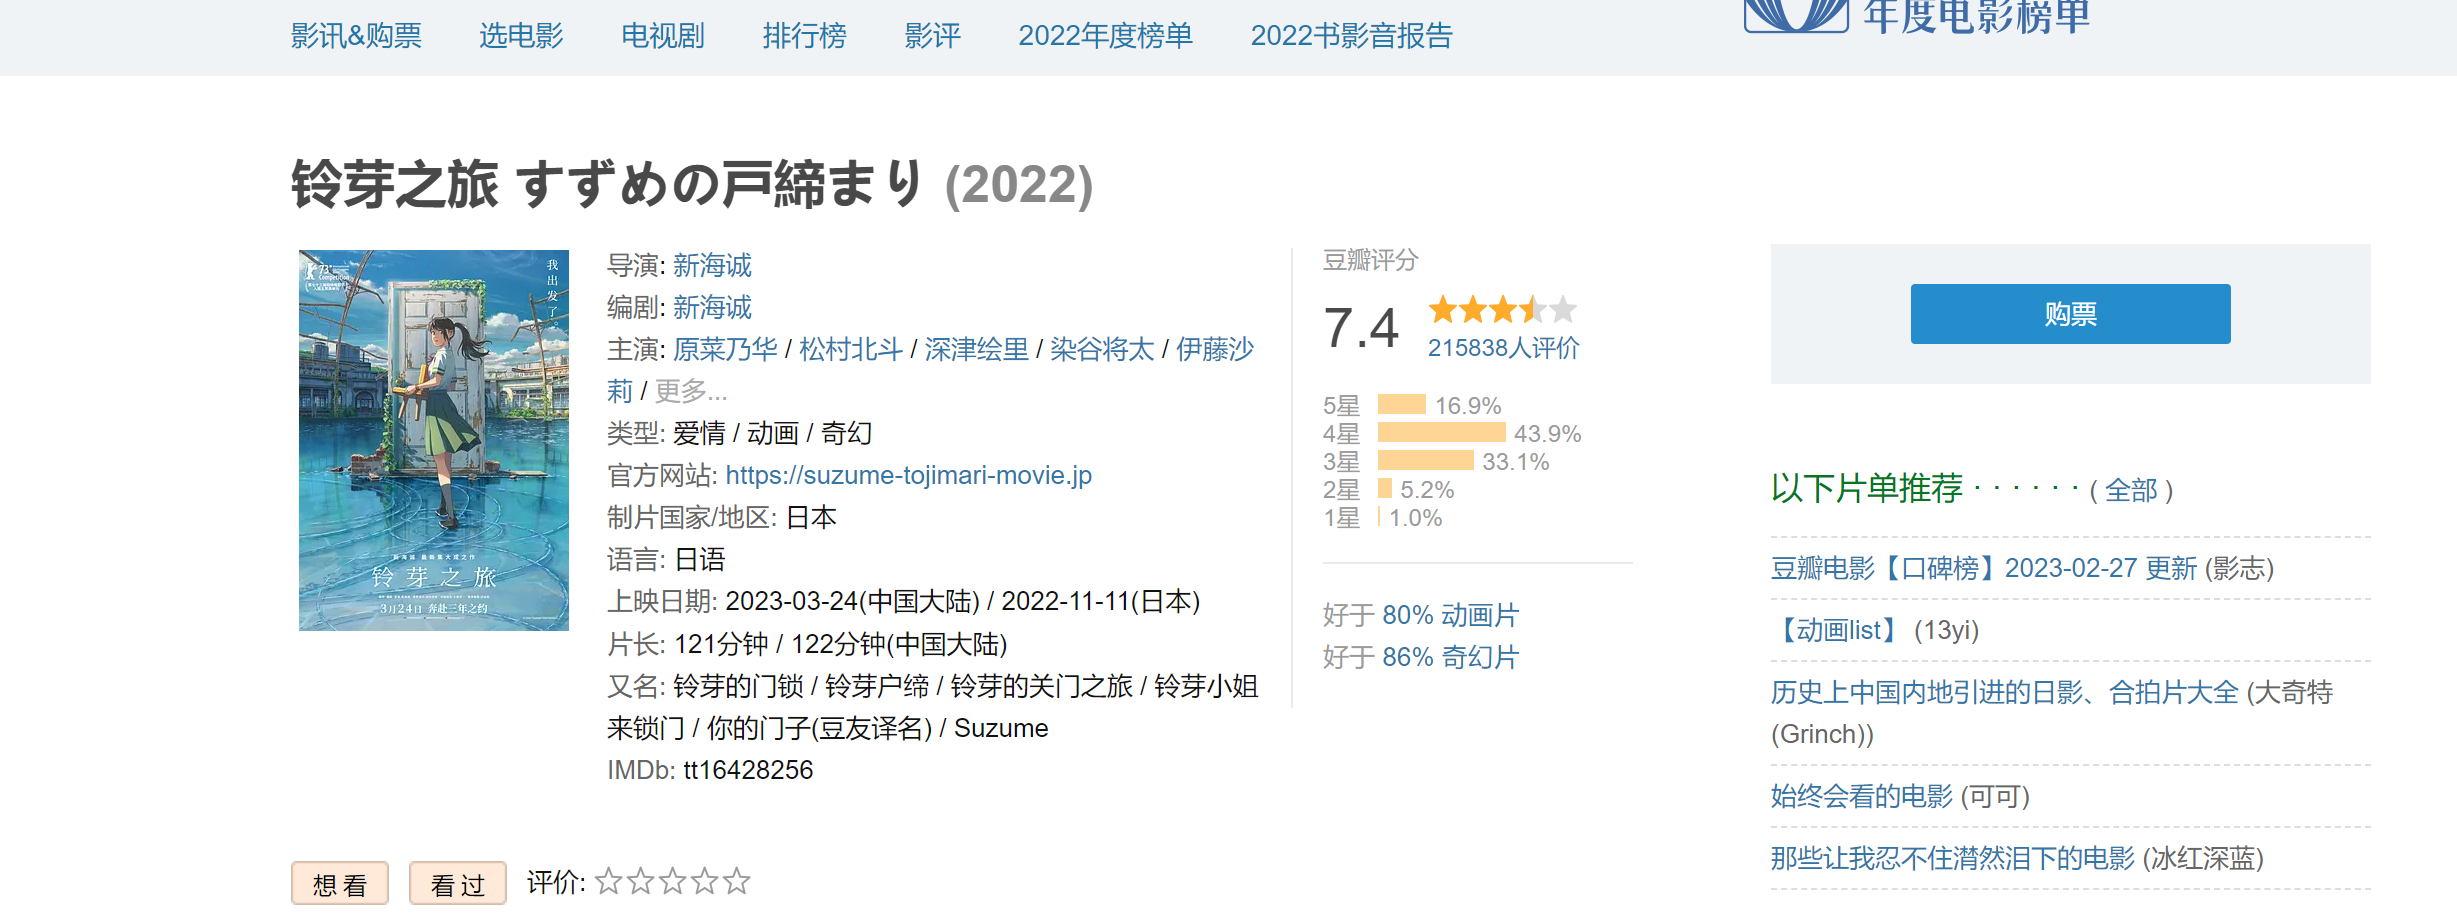 影讯&购票 选电影 电视剧 排行榜 影评 2022年度榜单 2022书影音报告
年度电影榜单
铃芽之旅 すずめの戸締まり (2022)
73
Competition
我出发了。
铃芽之旅
3月24日 奔赴三年之约
导演: 新海诚
编剧: 新海诚
主演: 原菜乃华 / 松村北斗 / 深津绘里 / 染谷将太 / 伊藤沙
莉 / 更多...
类型: 爱情 / 动画 / 奇幻
官方网站: https://suzume-tojimari-movie.jp
制片国家/地区: 日本
语言: 日语
上映日期: 2023-03-24(中国大陆) / 2022-11-11(日本)
片长: 121分钟 / 122分钟(中国大陆)
又名: 铃芽的门锁 / 铃芽户缔 / 铃芽的关门之旅 / 铃芽小姐
来锁门 / 你的门子(豆友译名) / Suzume
IMDb: tt16428256
豆瓣评分
7.4
215838人评价
5星 16.9%
4星 43.9%
3星 33.1%
2星 5.2%
1星 1.0%
好于 80% 动画片
好于 86% 奇幻片
想看 看过 评价:
购票
以下片单推荐 · · · · · · ( 全部 )
豆瓣电影【口碑榜】2023-02-27 更新 (影志)
【动画list】 (13yi)
历史上中国内地引进的日影、合拍片大全 (大奇特
(Grinch))
始终会看的电影 (可可)
那些让我忍不住潸然泪下的电影 (冰红深蓝)